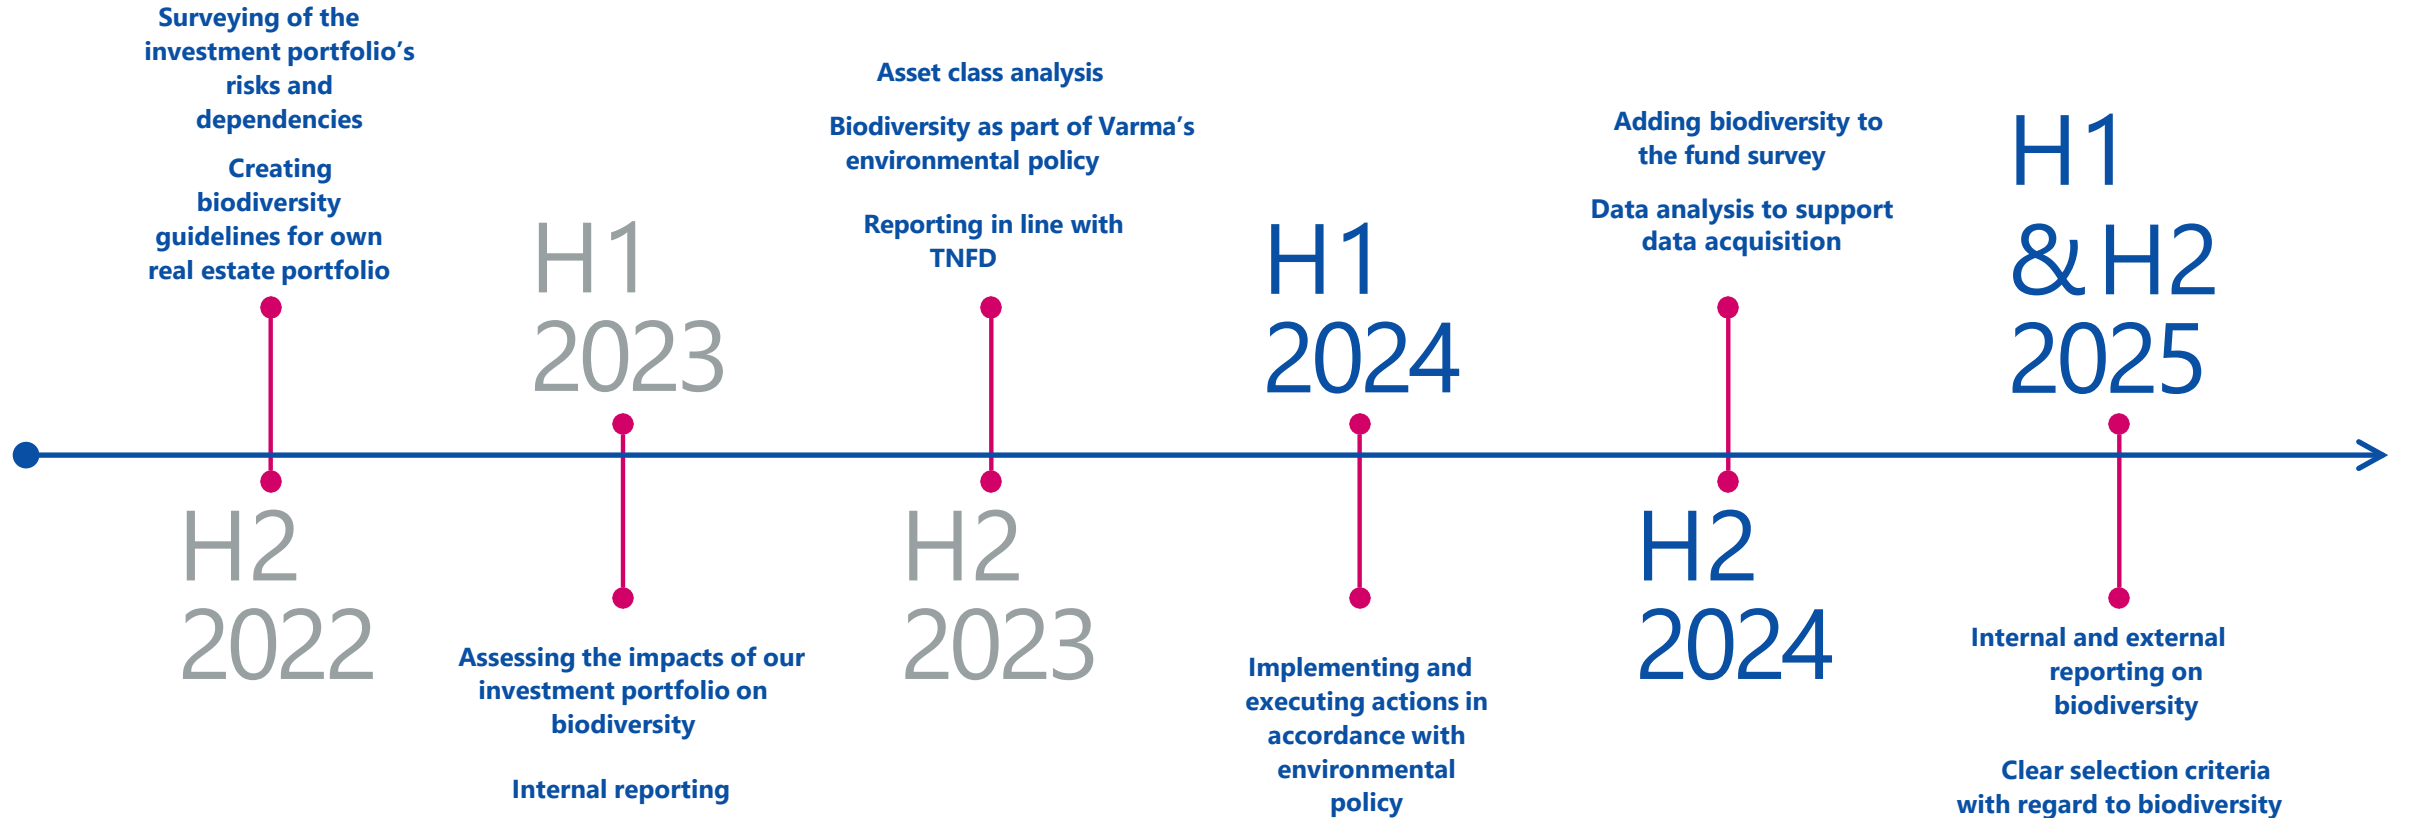 Surveying of the
investment portfolio’s
risks and
dependencies
Creating
biodiversity
guidelines for own
real estate portfolio
H2
2022
H1
2023
Assessing the impacts of our
investment portfolio on
biodiversity
Internal reporting
Asset class analysis
Biodiversity as part of Varma’s
environmental policy
Reporting in line with
TNFD
H2
2023
H1
2024
Implementing and
executing actions in
accordance with
environmental
policy
Adding biodiversity to
the fund survey
Data analysis to support
data acquisition
H2
2024
H1
& H2
2025
Internal and external
reporting on
biodiversity
Clear selection criteria
with regard to biodiversity